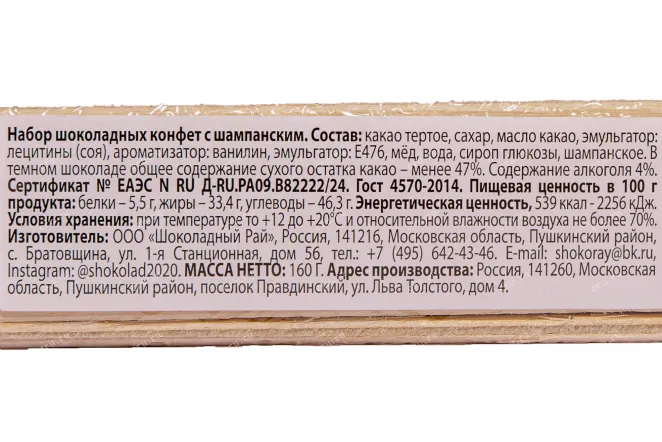 Набор шоколадных конфет с шампанским. Состав: какао тертое, сахар, масло какао, эмульгатор:
лецитины (соя), ароматизатор: ванилин, эмульгатор: Е476, мёд, вода, сироп глюкозы, шампанское. В
темном шоколаде общее содержание сухого остатка какао – менее 47%. Содержание алкоголя 4%.
Сертификат № ЕАЭС N RU Д-RU.РА09.В82222/24. Гост 4570-2014. Пищевая ценность в 100 г
продукта: белки – 5,5 г, жиры – 33,4 г, углеводы – 46,3 г. Энергетическая ценность, 539 ккал - 2256 кДж.
Условия хранения: при температуре то +12 до +20°С и относительной влажности воздуха не более 70%.
Изготовитель: ООО «Шоколадный Рай», Россия, 141216, Московская область, Пушкинский район,
с. Братовщина, ул. 1-я Станционная, дом 56, тел.: +7 (495) 642-43-46. E-mail: shokoray@bk.ru,
Instagram: @shokolad2020. МАССА НЕТТО: 160 Г. Адрес производства: Россия, 141260, Московская
область, Пушкинский район, поселок Правдинский, ул. Льва Толстого, дом 4.